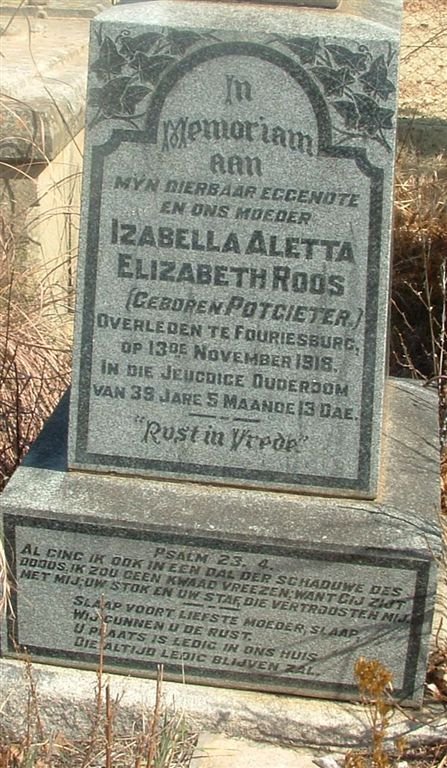 In
Memoriam
aan
MYN DIERBAAR EGGENOTE
EN ONS MOEDER
IZABELLA ALETTA
ELIZABETH ROOS
(GEBOREN POTGIETER.)
OVERLEDEN TE FOURIESBURG,
OP 13DE NOVEMBER 1918.
IN DIE JEUGDIGE OUDERDOM
VAN 39 JARE 5 MAANDE 13 DAE.
"Rust in Vrede."
PSALM 23. 4.
AL GING IK OOK IN EEN DAL DER SCHADUWE DES
DOODS, IK ZOU GEEN KWAAD VREEZEN; WANT GIJ ZIJT
MET MIJ; UW STOK EN UW STAF, DIE VERTROOSTEN MIJ.
SLAAP VOORT LIEFSTE MOEDER, SLAAP,
WIJ GUNNEN U DE RUST.
U PLAATS IS LEDIG IN ONS HUIS
DIE ALTIJD LEDIG BLIJVEN ZAL.